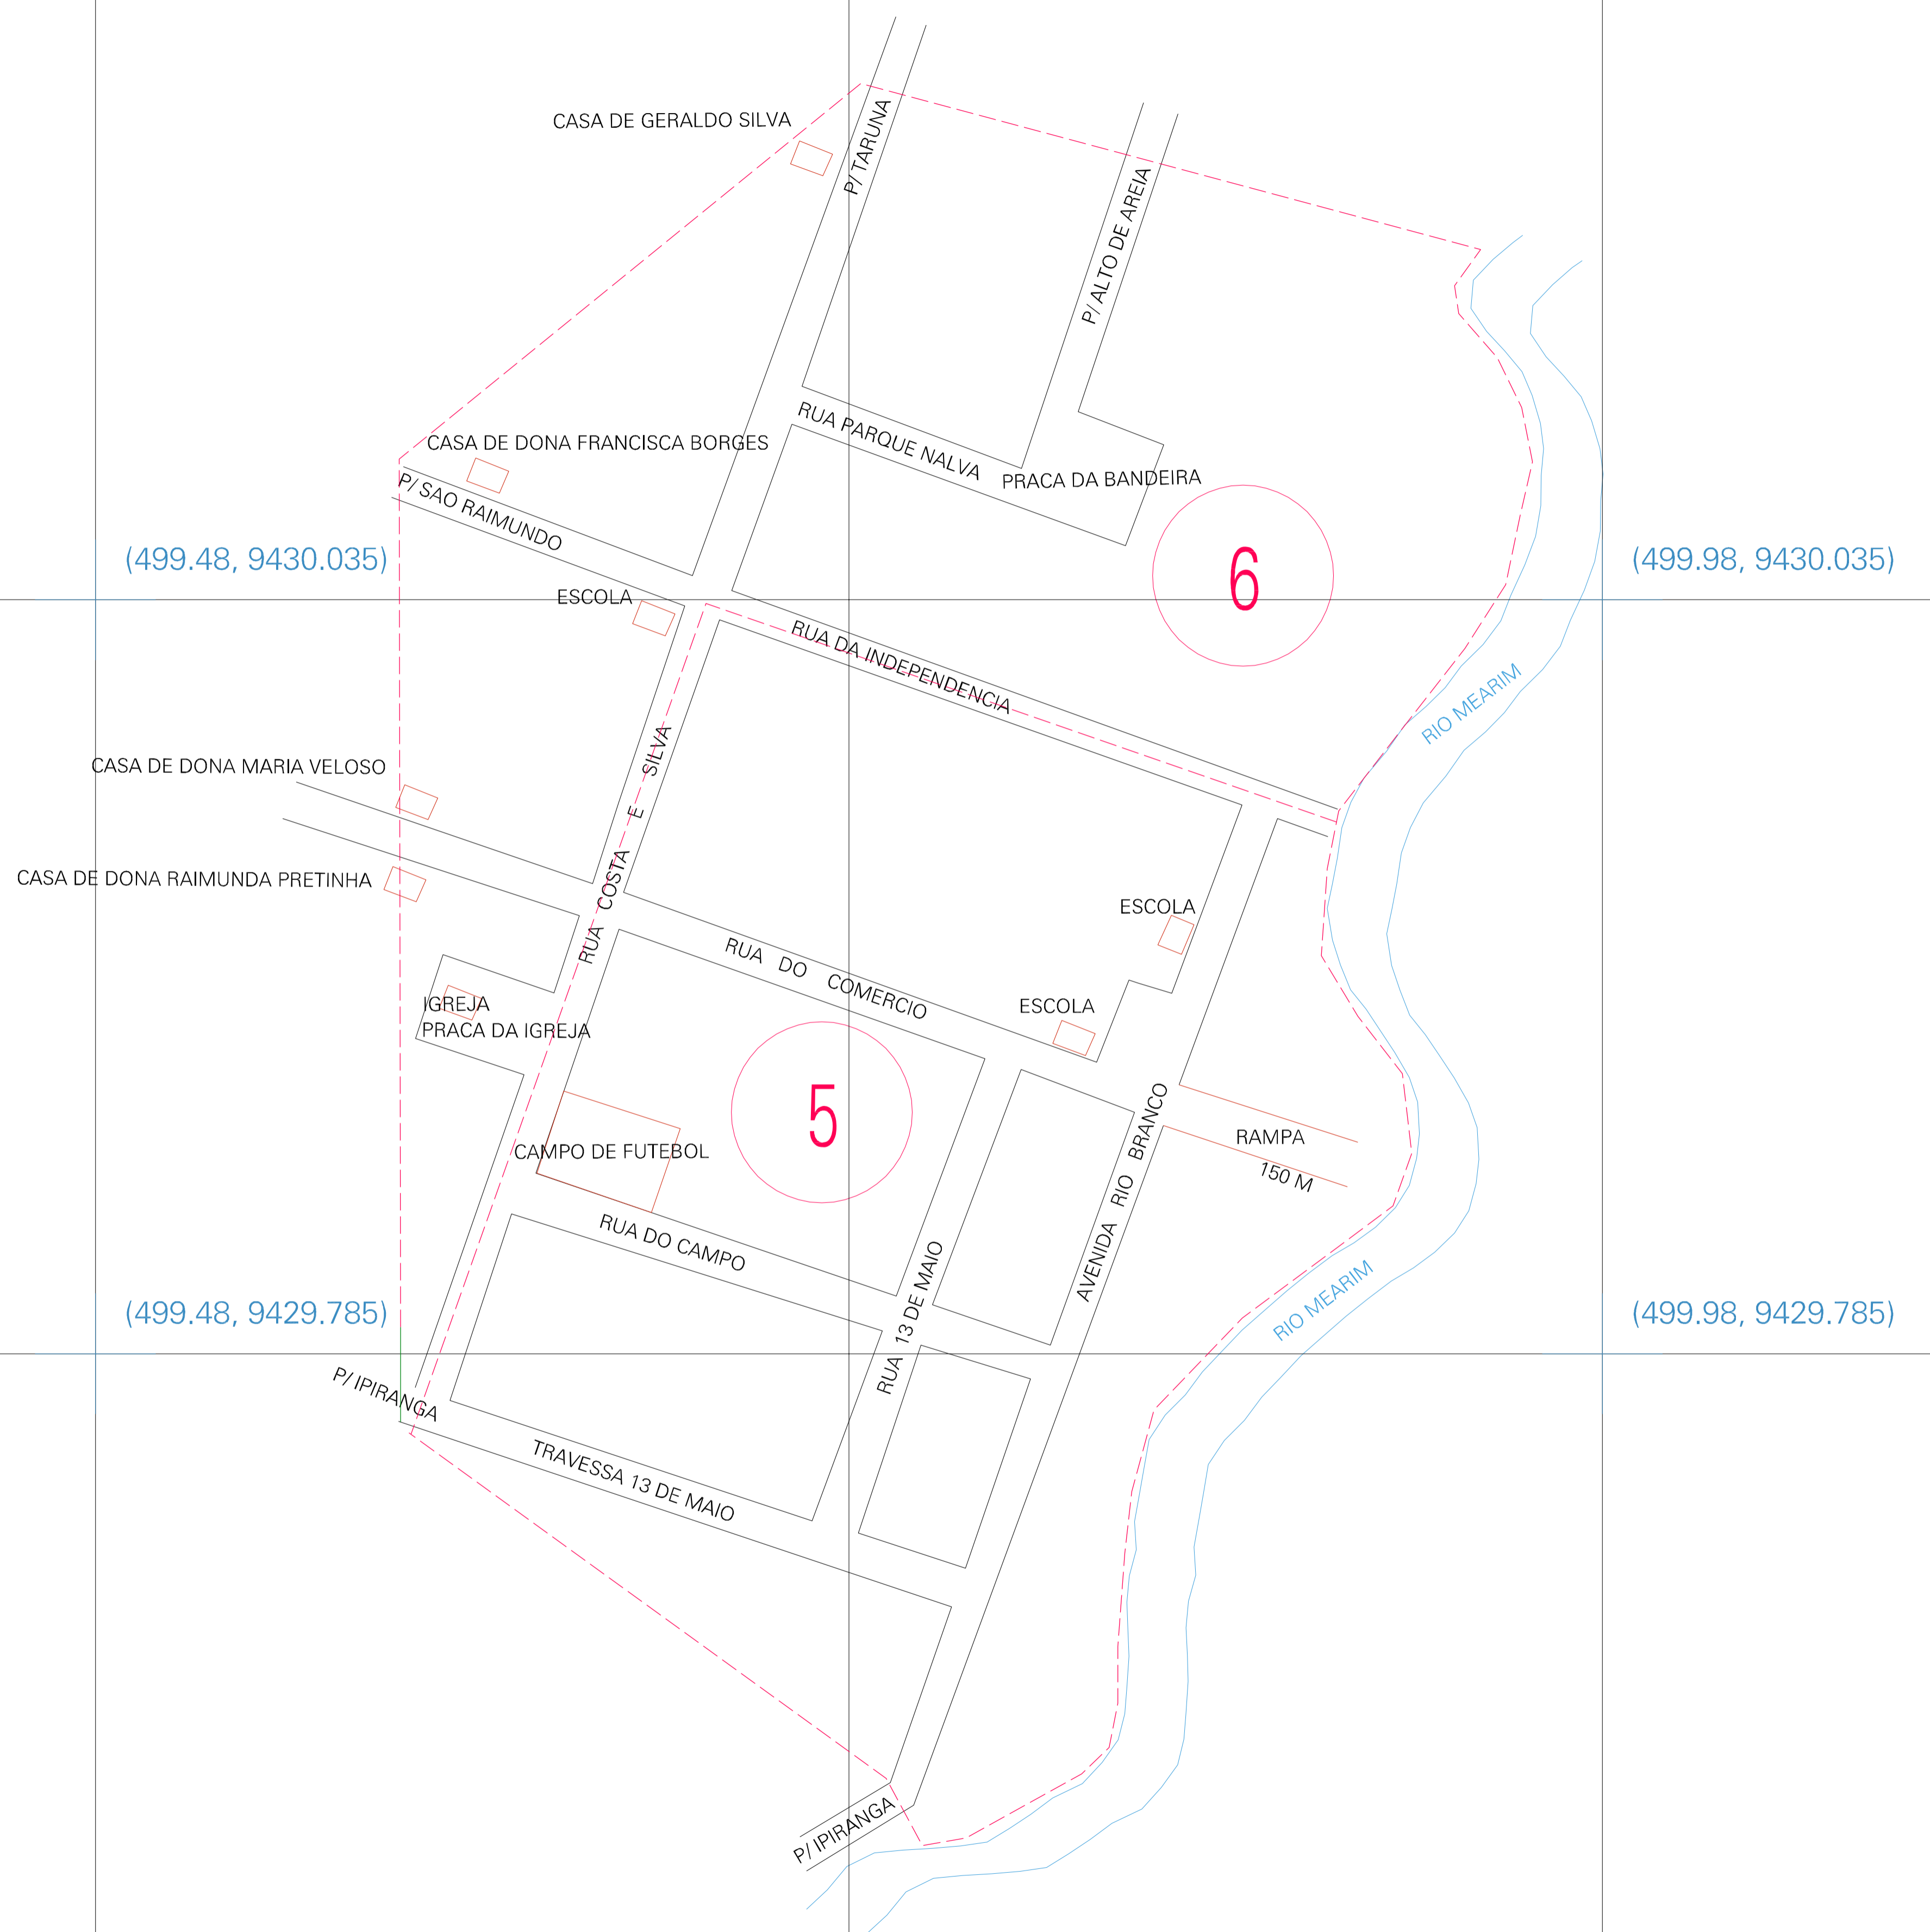 CASA DE GERALDO SILVA
P/ TARUNA
P/ ALTO DE AREIA
RUA PARQUE NALVA
CASA DE DONA FRANCISCA BORGES
PRACA DA BANDEIRA
P/ SAO RAIMUNDO
(499.48, 9430.035)
(499.98, 9430.035)
6
ESCOLA
RUA DA INDEPENDENCIA
RIO MEARIM
CASA DE DONA MARIA VELOSO
RUA COSTA E SILVA
CASA DE DONA RAIMUNDA PRETINHA
ESCOLA
RUA DO COMERCIO
IGREJA
ESCOLA
PRACA DA IGREJA
5
RAMPA
CAMPO DE FUTEBOL
150 M
AVENIDA RIO BRANCO
RUA DO CAMPO
RUA 13 DE MAIO
RIO MEARIM
(499.48, 9429.785)
(499.98, 9429.785)
P/ IPIRANGA
TRAVESSA 13 DE MAIO
P/ IPIRANGA